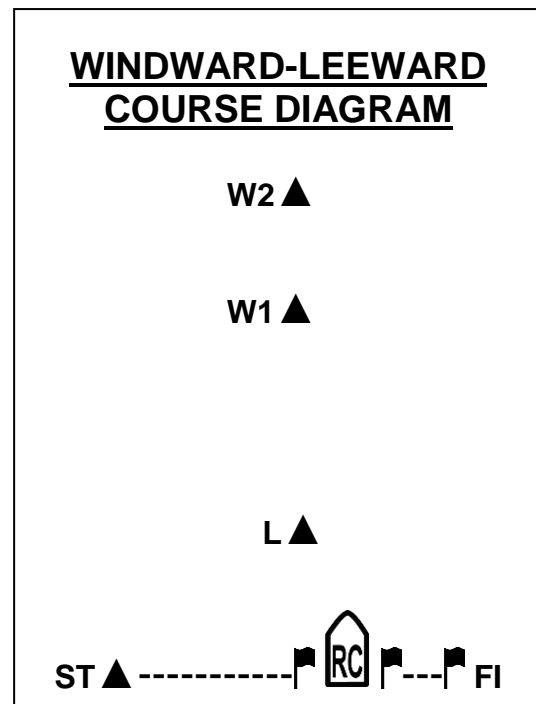 WINDWARD-LEEWARD
COURSE DIAGRAM
W2
W1
L
ST RC FI